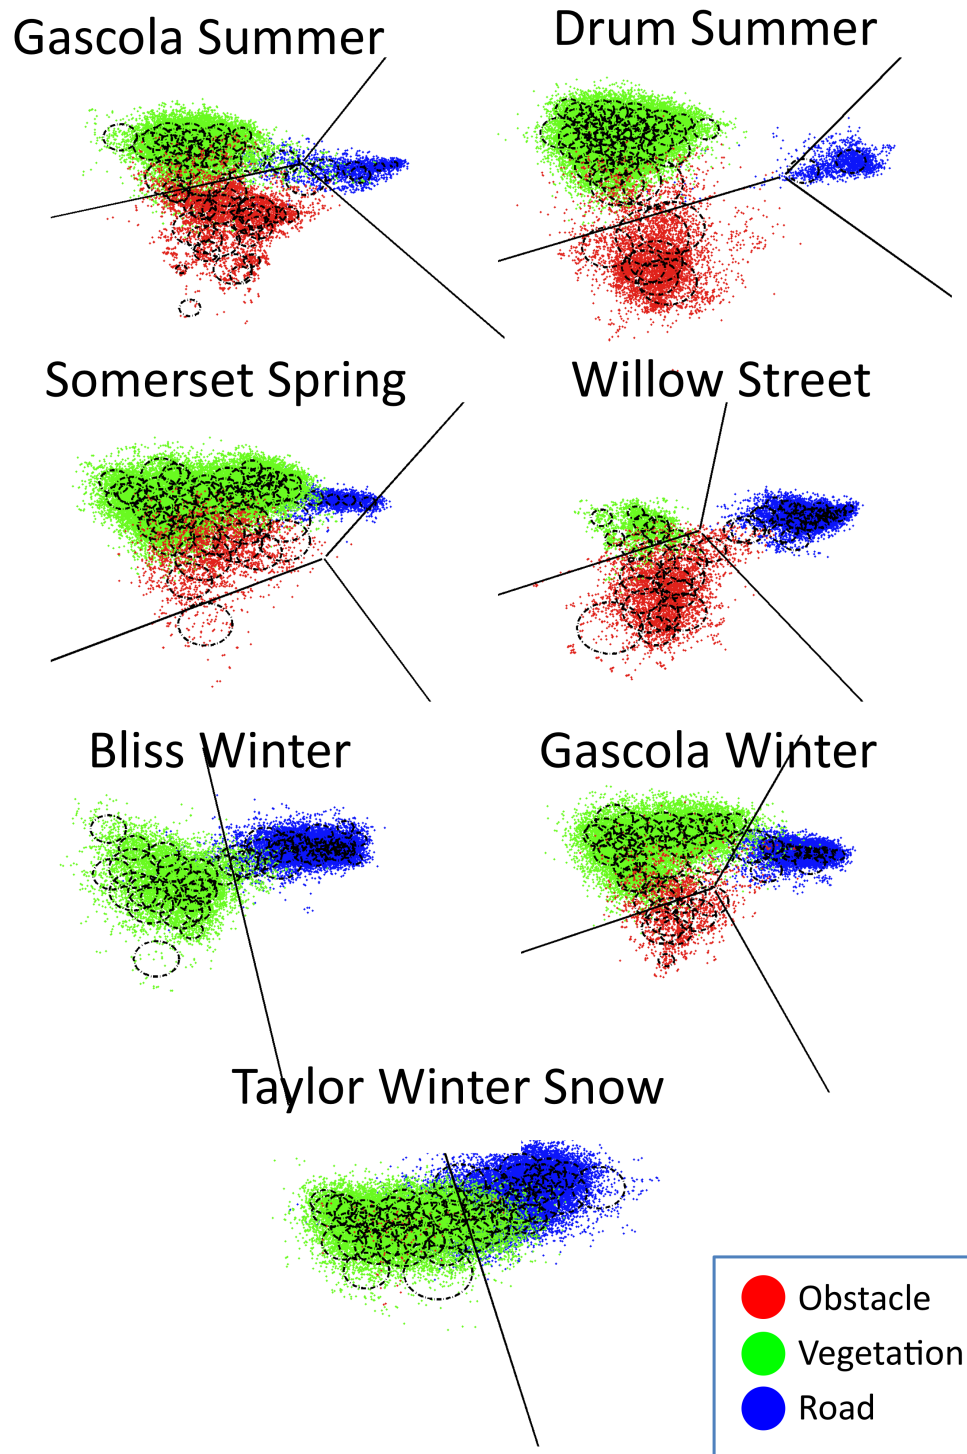 Gascola Summer
Drum Summer
Somerset Spring
Willow Street
Bliss Winter
Gascola Winter
Taylor Winter Snow
Obstacle
Vegetation
Road